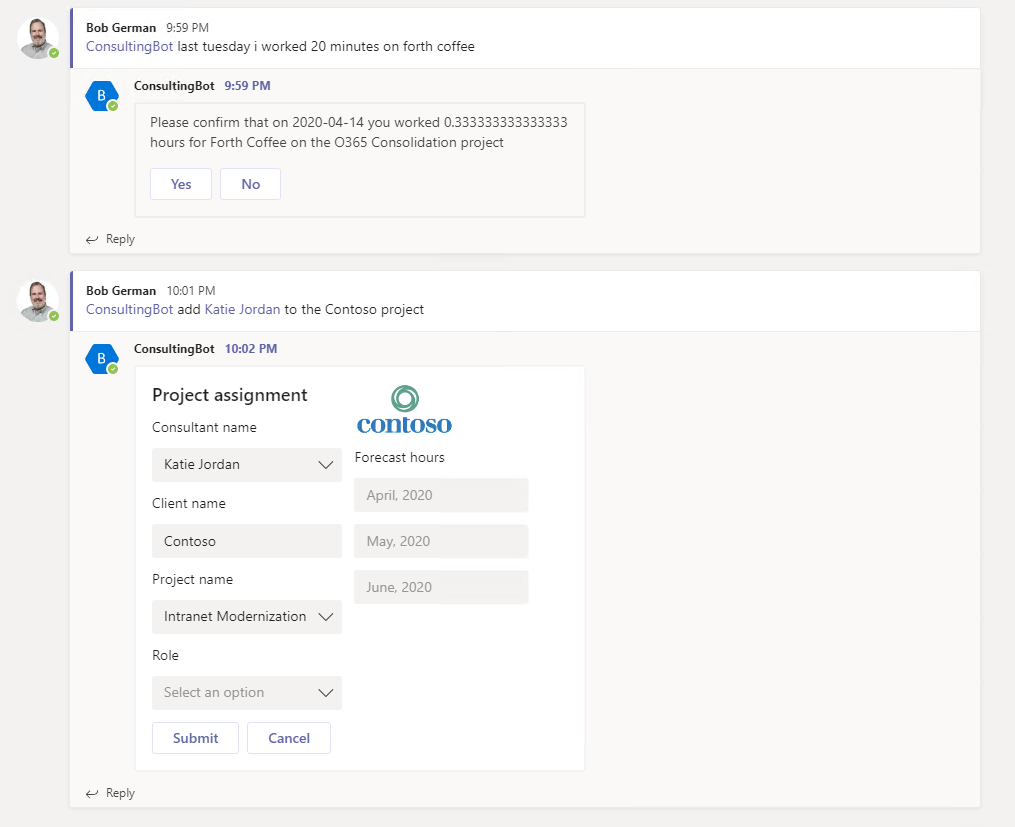 Bob German 9:59 PM
ConsultingBot last tuesday i worked 20 minutes on forth coffee
B
ConsultingBot 9:59 PM
Please confirm that on 2020-04-14 you worked 0.333333333333333
hours for Forth Coffee on the O365 Consolidation project
Yes No
Reply
Bob German 10:01 PM
ConsultingBot add Katie Jordan to the Contoso project
B
ConsultingBot 10:02 PM
Project assignment
contoso
Consultant name
Katie Jordan
Client name
Contoso
Project name
Intranet Modernization
Role
Select an option
Forecast hours
April, 2020
May, 2020
June, 2020
Submit Cancel
Reply